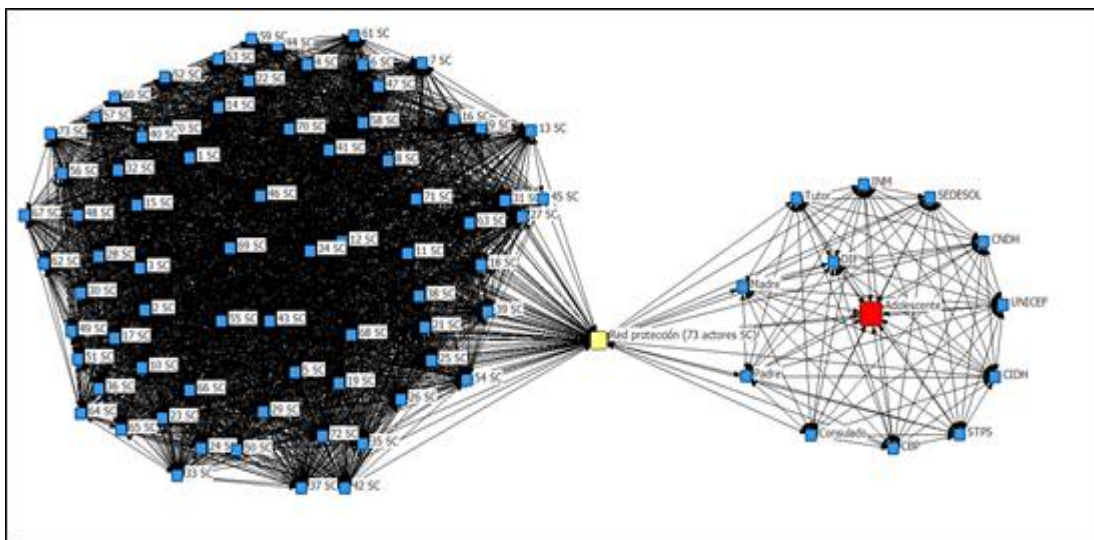 59 SC
44 SC
61 SC
53 SC
4 SC
6 SC
7 SC
52 SC
22 SC
47 SC
60 SC
14 SC
57 SC
16 SC
73 SC
40 SC
70 SC
58 SC
13 SC
1 SC
41 SC
8 SC
56 SC
32 SC
46 SC
71 SC
31 SC
45 SC
15 SC
67 SC
48 SC
63 SC
27 SC
69 SC
34 SC
12 SC
11 SC
28 SC
3 SC
18 SC
30 SC
38 SC
2 SC
39 SC
49 SC
17 SC
55 SC
43 SC
68 SC
21 SC
51 SC
10 SC
5 SC
25 SC
36 SC
66 SC
19 SC
54 SC
26 SC
64 SC
65 SC
23 SC
29 SC
24 SC
50 SC
72 SC
35 SC
33 SC
37 SC
42 SC
Red protección (73 actores SC)
Tutor
INM
SEDESOL
CNDH
DIF
Madre
UNICEF
Adolescente
Padre
CIDH
Consulado
CBP
STPS